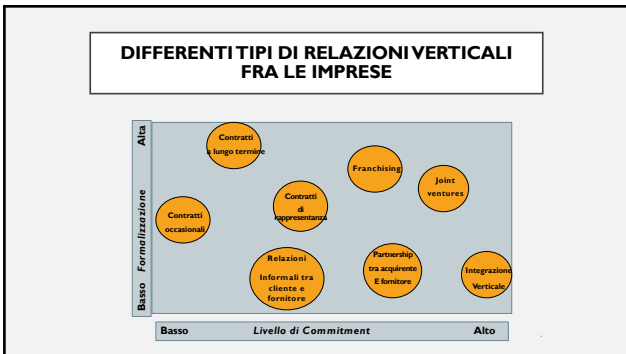 DIFFERENTI TIPI DI RELAZIONI VERTICALI
FRA LE IMPRESE
Alta
Formalizzazione
Basso
Contratti
a lungo termine
Franchising
Joint
ventures
Contratti
di
rappresentanza
Contratti
occasionali
Relazioni
Informali tra
cliente e
fornitore
Partnership
tra acquirente
E fornitore
Integrazione
Verticale
Basso Livello di Commitment Alto